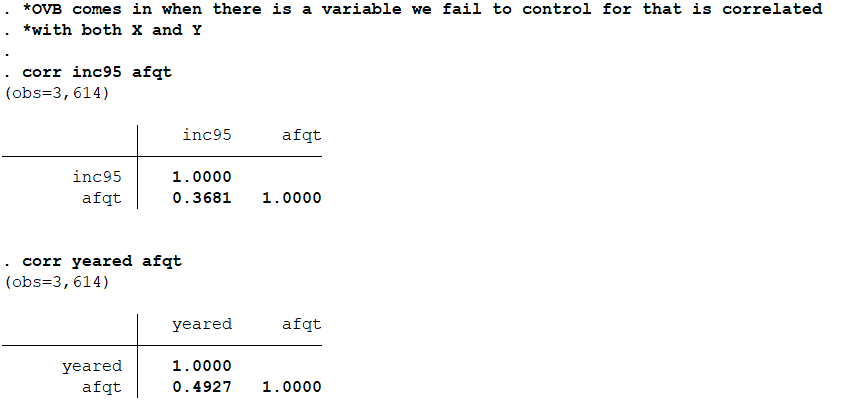 . *OVB comes in when there is a variable we fail to control for that is correlated
. *with both X and Y
.
. corr inc95 afqt
(obs=3,614)
inc95 afqt
inc95 1.0000
afqt 0.3681 1.0000
. corr yeared afqt
(obs=3,614)
yeared afqt
yeared 1.0000
afqt 0.4927 1.0000